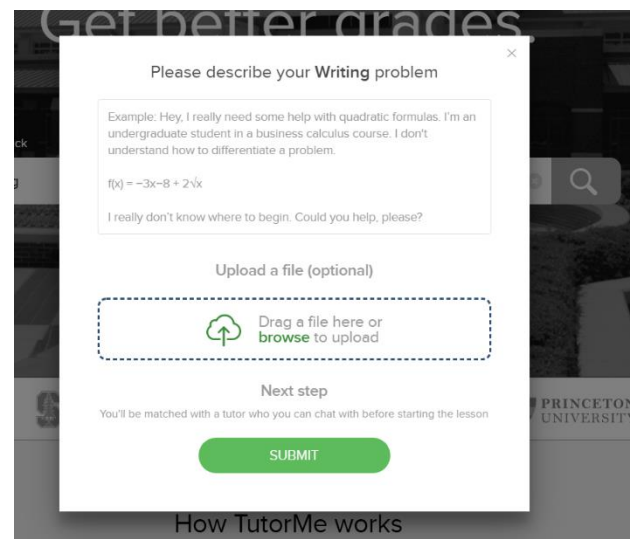 Get better grades.
×
Please describe your Writing problem
ck
g
Example: Hey, I really need some help with quadratic formulas. I'm an
undergraduate student in a business calculus course. I don't
understand how to differentiate a problem.
f(x) = −3x−8 + 2√x
I really don't know where to begin. Could you help, please?
Upload a file (optional)
Drag a file here or
browse to upload
Next step
You'll be matched with a tutor who you can chat with before starting the lesson
PRINCETON
UNIVERSITY
SUBMIT
How TutorMe works